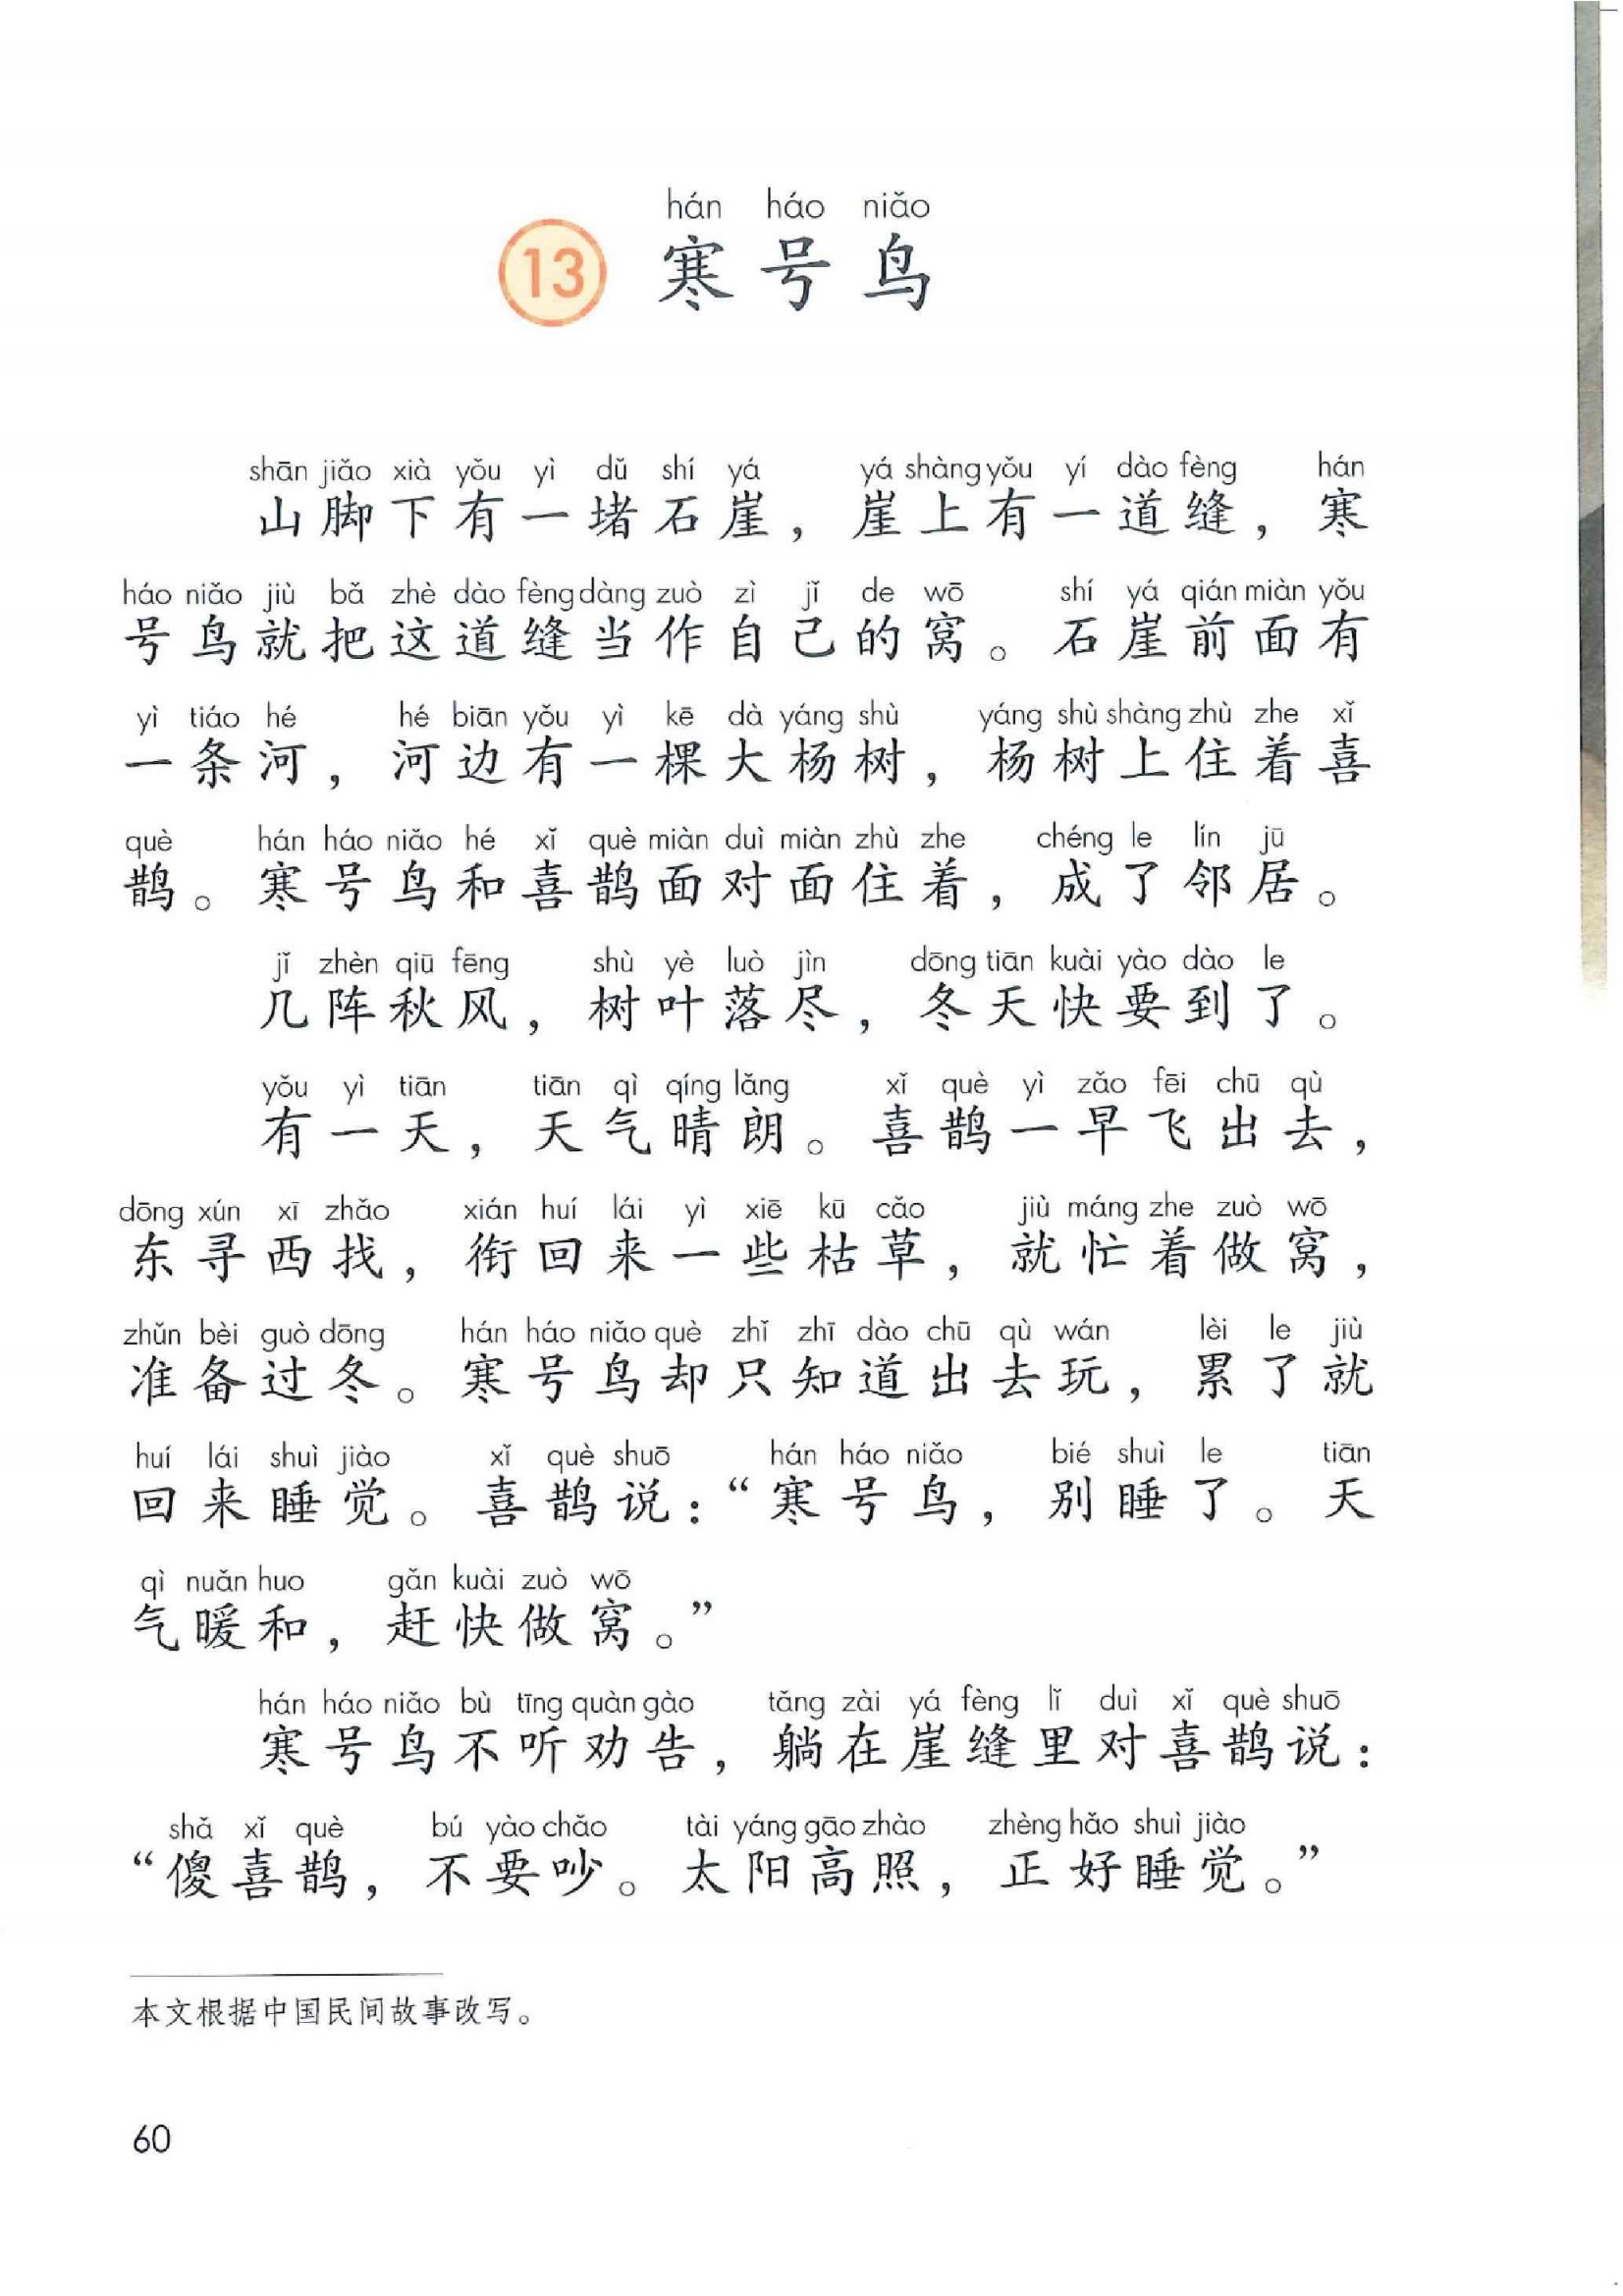 hán háo niǎo
13 寒号鸟
shān jiǎo xià yǒu yì dǔ shí yá yá shàng yǒu yí dào fèng hán
山脚下有一堵石崖，崖上有一道缝，寒
háo niǎo jiù bǎ zhè dào fèng dàng zuò zì jǐ de wō shí yá qián miàn yǒu
号鸟就把这道缝当作自己的窝。石崖前面有
yì tiáo hé hé biān yǒu yì kē dà yáng shù yáng shù shàng zhù zhe xǐ
一条河，河边有一棵大杨树，杨树上住着喜
què hán háo niǎo hé xǐ què miàn duì miàn zhù zhe chéng le lín jū
鹊。寒号鸟和喜鹊面对面住着，成了邻居。
jǐ zhèn qiū fēng shù yè luò jìn dōng tiān kuài yào dào le
几阵秋风，树叶落尽，冬天快要到了。
yǒu yì tiān tiān qì qíng lǎng xǐ què yì zǎo fēi chū qù
有一天，天气晴朗。喜鹊一早飞出去，
dōng xún xī zhǎo xián huí lái yì xiē kū cǎo jiù máng zhe zuò wō
东寻西找，衔回来一些枯草，就忙着做窝，
zhǔn bèi guò dōng hán háo niǎo què zhǐ zhī dào chū qù wán lèi le jiù
准备过冬。寒号鸟却只知道出去玩，累了就
huí lái shuì jiào xǐ què shuō hán háo niǎo bié shuì le tiān
回来睡觉。喜鹊说：“寒号鸟，别睡了。天
qì nuǎn huo gǎn kuài zuò wō
气暖和，赶快做窝。”
hán háo niǎo bù tīng quàn gào tǎng zài yá fèng lǐ duì xǐ què shuō
寒号鸟不听劝告，躺在崖缝里对喜鹊说：
shǎ xǐ què bú yào chǎo tài yáng gāo zhào zhèng hǎo shuì jiào
“傻喜鹊，不要吵。太阳高照，正好睡觉。”
本文根据中国民间故事改写。
60